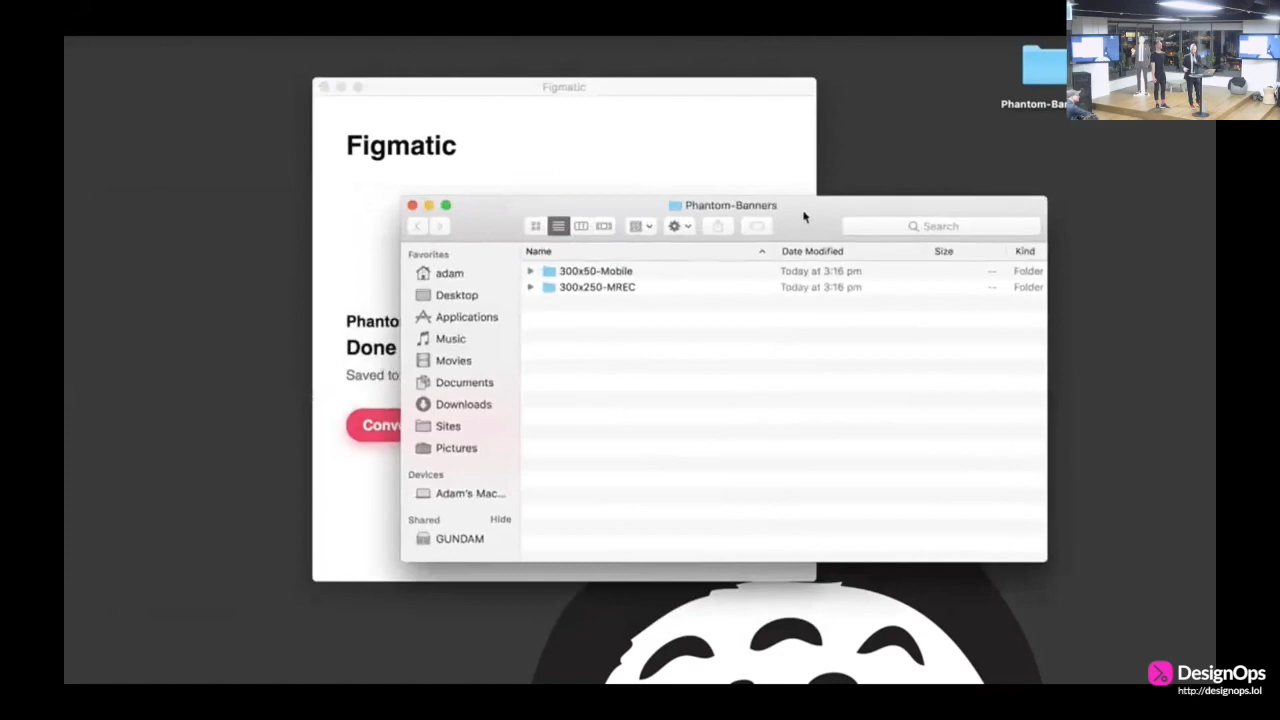 Figmatic
Phantom-Ba
Figmatic
Phantom-Banners
Search
Favorites
Name
Date Modified
Size
Kind
adam
300x50-Mobile
Today at 3:16 pm
--
Folder
300x250-MREC
Today at 3:16 pm
--
Folder
Desktop
Applications
Phanto
Music
Done
Movies
Saved to
Documents
Downloads
Conv
Sites
Pictures
Devices
Adam's Mac...
Shared
Hide
GUNDAM
DesignOps
http://designops.lol